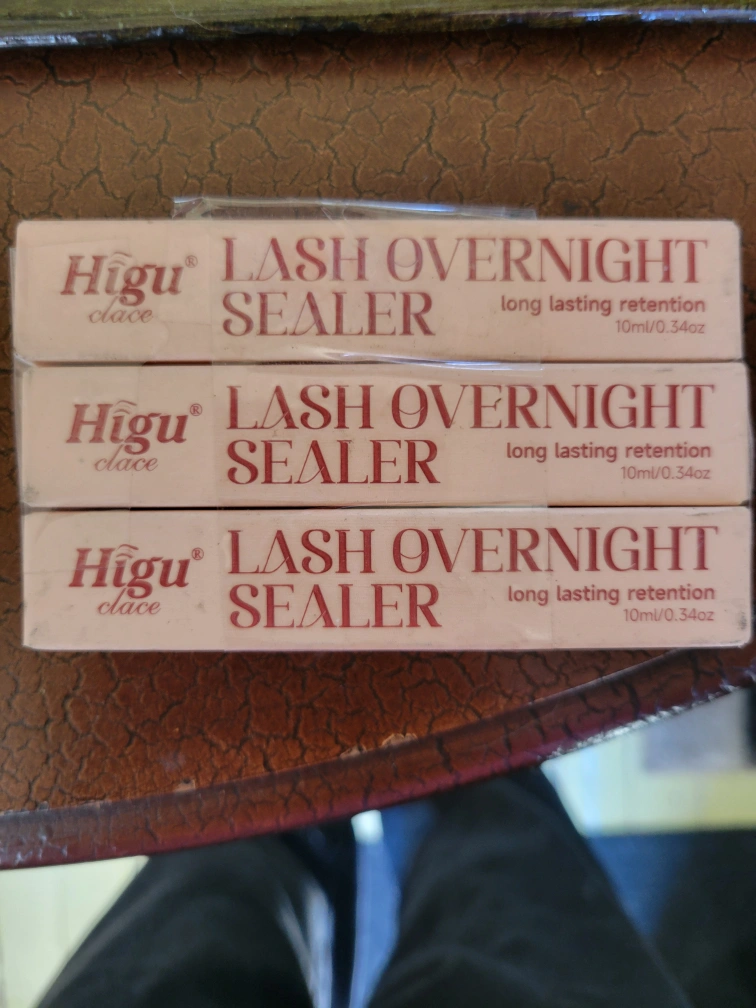 Higu®
clace
LASH OVERNIGHT
SEALER
long lasting retention
10ml/0.34oz
Higu®
clace
LASH OVERNIGHT
SEALER
long lasting retention
10ml/0.34oz
Higu®
clace
LASH OVERNIGHT
SEALER
long lasting retention
10ml/0.34oz